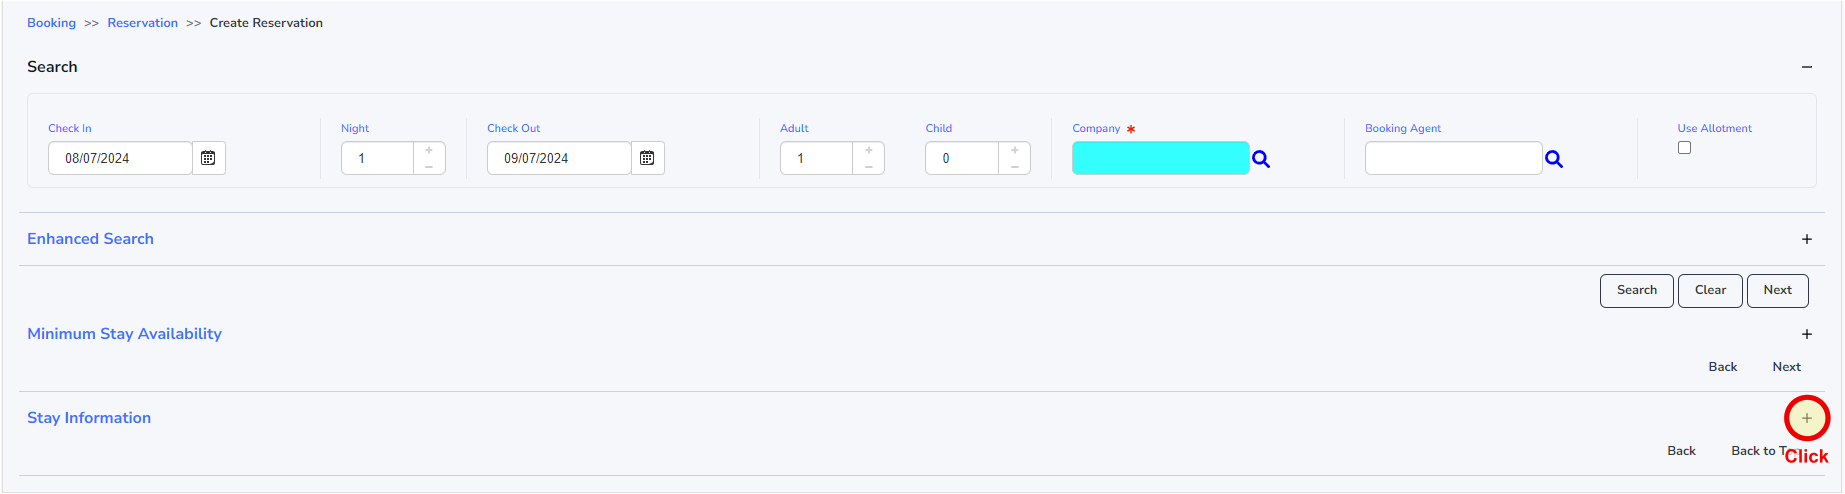 Booking >> Reservation >> Create Reservation
Search
Check In Night Check Out Adult Child Company * Booking Agent Use Allotment
08/07/2024 1 09/07/2024 1 0
Enhanced Search
Search Clear Next
Minimum Stay Availability
Back Next
Stay Information
Back Back to
Click